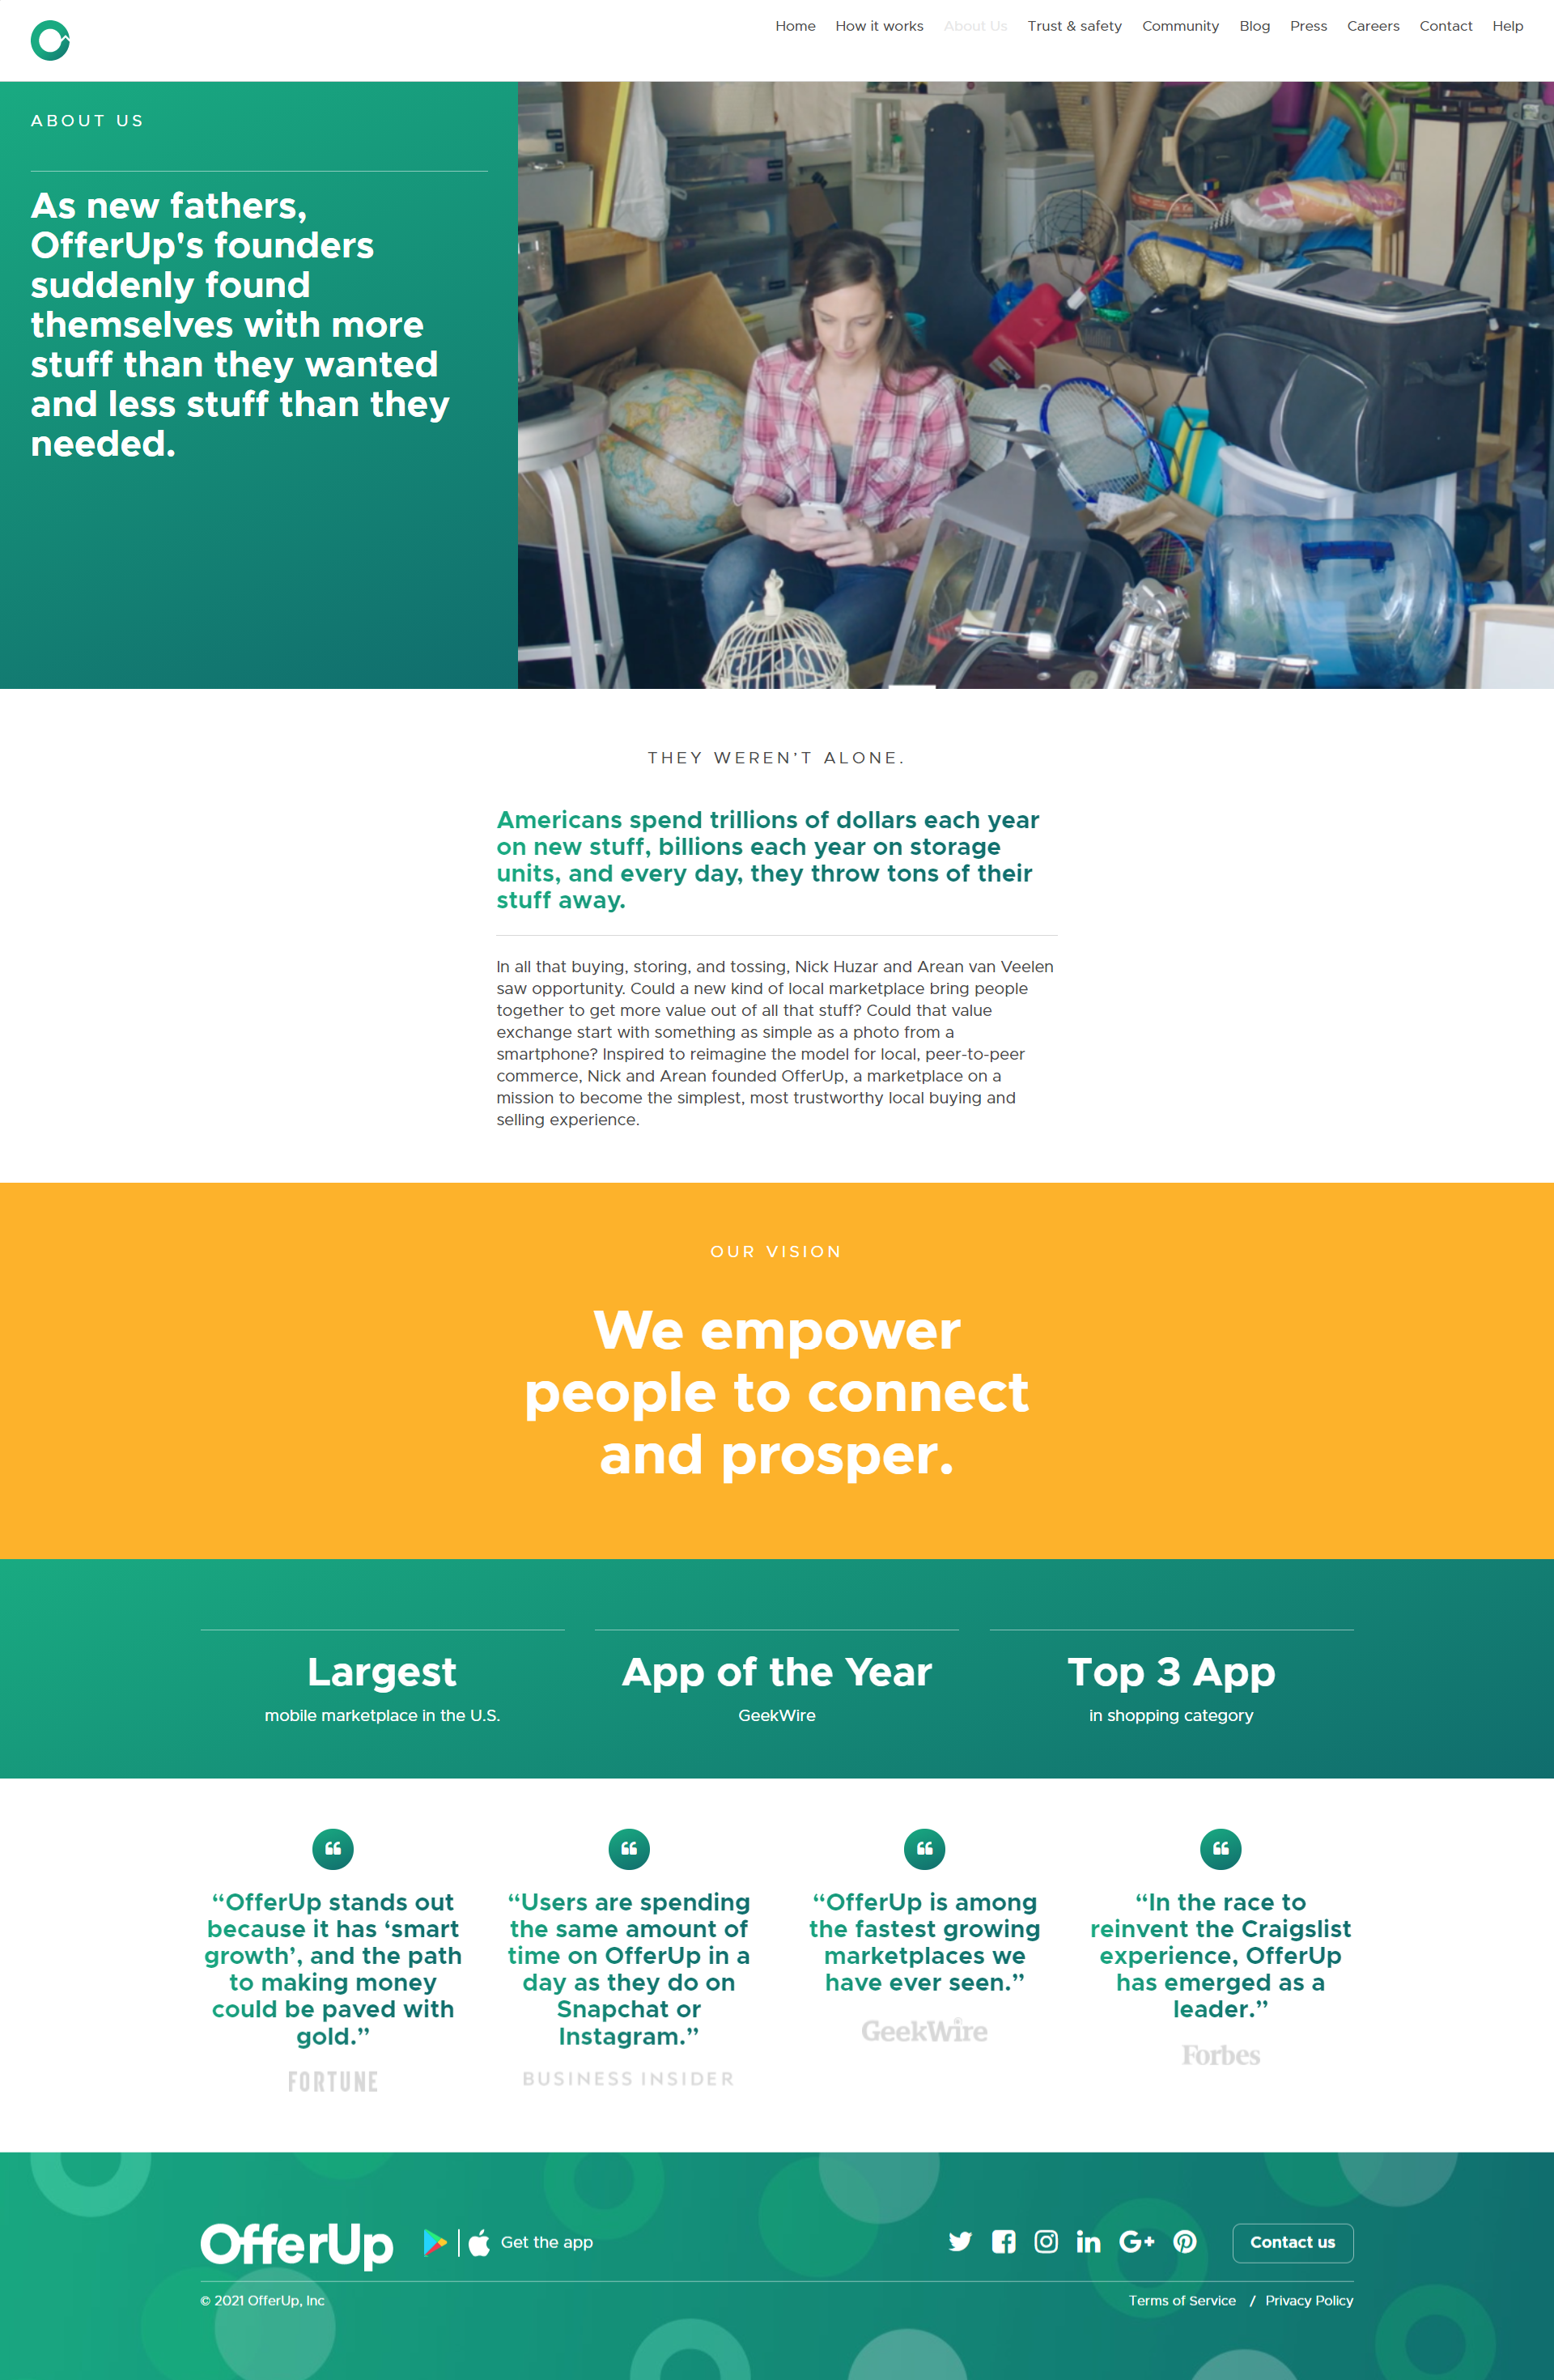 Home How it works About Us Trust & safety Community Blog Press Careers Contact Help
ABOUT US
As new fathers,
OfferUp's founders
suddenly found
themselves with more
stuff than they wanted
and less stuff than they
needed.
THEY WEREN’T ALONE.
Americans spend trillions of dollars each year
on new stuff, billions each year on storage
units, and every day, they throw tons of their
stuff away.
In all that buying, storing, and tossing, Nick Huzar and Arean van Veelen
saw opportunity. Could a new kind of local marketplace bring people
together to get more value out of all that stuff? Could that value
exchange start with something as simple as a photo from a
smartphone? Inspired to reimagine the model for local, peer-to-peer
commerce, Nick and Arean founded OfferUp, a marketplace on a
mission to become the simplest, most trustworthy local buying and
selling experience.
OUR VISION
We empower
people to connect
and prosper.
Largest
mobile marketplace in the U.S.
App of the Year
GeekWire
Top 3 App
in shopping category
“OfferUp stands out
because it has ‘smart
growth’, and the path
to making money
could be paved with
gold.”
FORTUNE
“Users are spending
the same amount of
time on OfferUp in a
day as they do on
Snapchat or
Instagram.”
BUSINESS INSIDER
“OfferUp is among
the fastest growing
marketplaces we
have ever seen.”
GeekWire
“In the race to
reinvent the Craigslist
experience, OfferUp
has emerged as a
leader.”
Forbes
OfferUp Get the app Contact us
© 2021 OfferUp, Inc Terms of Service / Privacy Policy